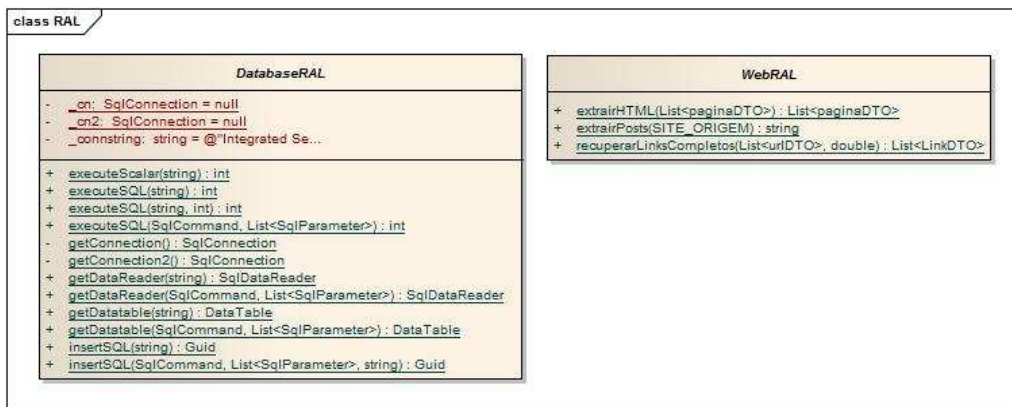 class RAL
DatabaseRAL
- _cn: SqlConnection = null
- _cn2: SqlConnection = null
- _connstring: string = @"Integrated Se...
+ executeScalar(string) : int
+ executeSQL(string) : int
+ executeSQL(string, int) : int
+ executeSQL(SqlCommand, List<SqlParameter>) : int
- getConnection() : SqlConnection
- getConnection2() : SqlConnection
+ getDataReader(string) : SqlDataReader
+ getDataReader(SqlCommand, List<SqlParameter>) : SqlDataReader
+ getDatatable(string) : DataTable
+ getDatatable(SqlCommand, List<SqlParameter>) : DataTable
+ insertSQL(string) : Guid
+ insertSQL(SqlCommand, List<SqlParameter>, string) : Guid
WebRAL
+ extrairHTML(List<paginaDTO>) : List<paginaDTO>
+ extrairPosts(SITE_ORIGEM) : string
+ recuperarLinksCompletos(List<urlDTO>, double) : List<LinkDTO>